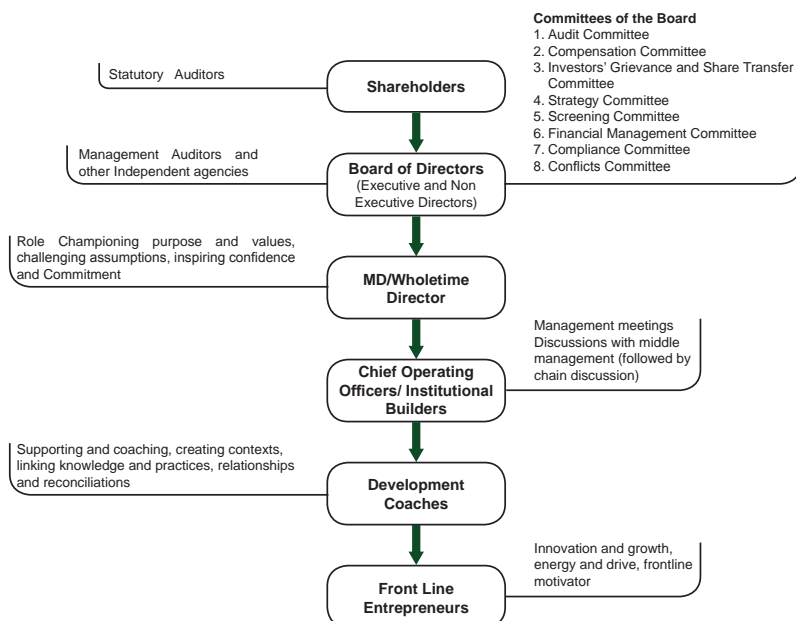 Committees of the Board
1. Audit Committee
2. Compensation Committee
3. Investors' Grievance and Share Transfer
Committee
4. Strategy Committee
5. Screening Committee
6. Financial Management Committee
7. Compliance Committee
8. Conflicts Committee
Statutory Auditors
Shareholders
Management Auditors and
other Independent agencies
Board of Directors
(Executive and Non
Executive Directors)
Role Championing purpose and values,
challenging assumptions, inspiring confidence
and Commitment
MD/Wholetime
Director
Management meetings
Discussions with middle
management (followed by
chain discussion)
Chief Operating
Officers/ Institutional
Builders
Supporting and coaching, creating contexts,
linking knowledge and practices, relationships
and reconciliations
Development
Coaches
Innovation and growth,
energy and drive, frontline
motivator
Front Line
Entrepreneurs